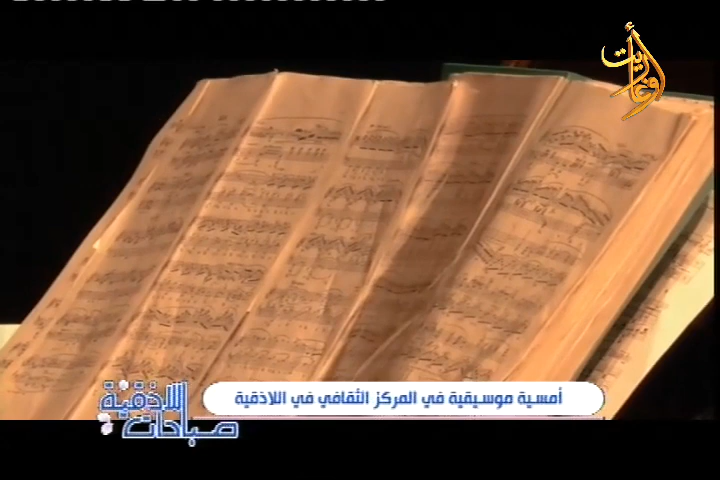 أوغاريت
أمسية موسيقية في المركز الثقافي في اللاذقية
صباحات
اللاذقية